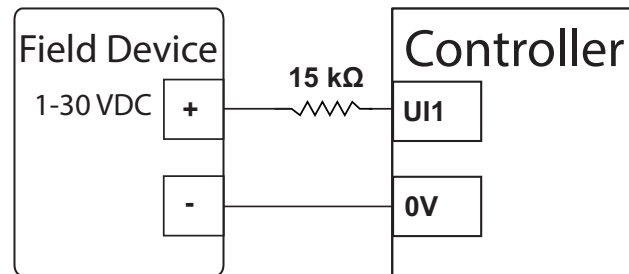 Field Device
1-30 VDC
+
-
15 kΩ
Controller
UI1
0V